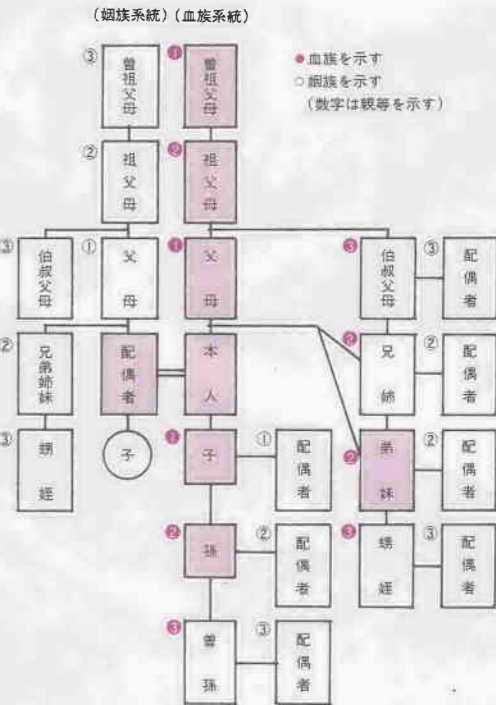 (姻族系統) (血族系統)
●血族を示す
○姻族を示す
(数字は親等を示す)
③ 曽祖父母
❶ 曽祖父母
② 祖父母
❷ 祖父母
③ 伯叔父母
① 父母
❶ 父母
❸ 伯叔父母
③ 配偶者
② 兄弟姉妹
配偶者
本人
❷ 兄姉
② 配偶者
③ 甥姪
子
❶ 子
① 配偶者
❷ 弟妹
② 配偶者
❷ 孫
② 配偶者
❸ 甥姪
③ 配偶者
❸ 曽孫
③ 配偶者